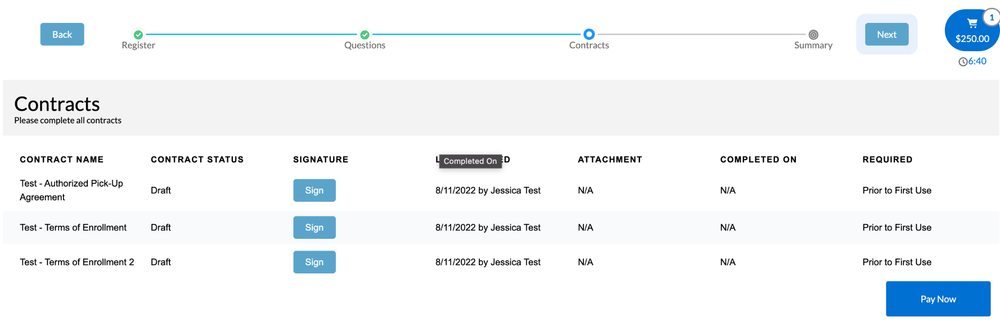 Back
Register
Questions
Contracts
Summary
Next
1
$250.00
6:40
Contracts
Please complete all contracts
CONTRACT NAME CONTRACT STATUS SIGNATURE Completed On ATTACHMENT COMPLETED ON REQUIRED
Test - Authorized Pick-Up
Agreement
Draft Sign 8/11/2022 by Jessica Test N/A N/A Prior to First Use
Test - Terms of Enrollment Draft Sign 8/11/2022 by Jessica Test N/A N/A Prior to First Use
Test - Terms of Enrollment 2 Draft Sign 8/11/2022 by Jessica Test N/A N/A Prior to First Use
Pay Now